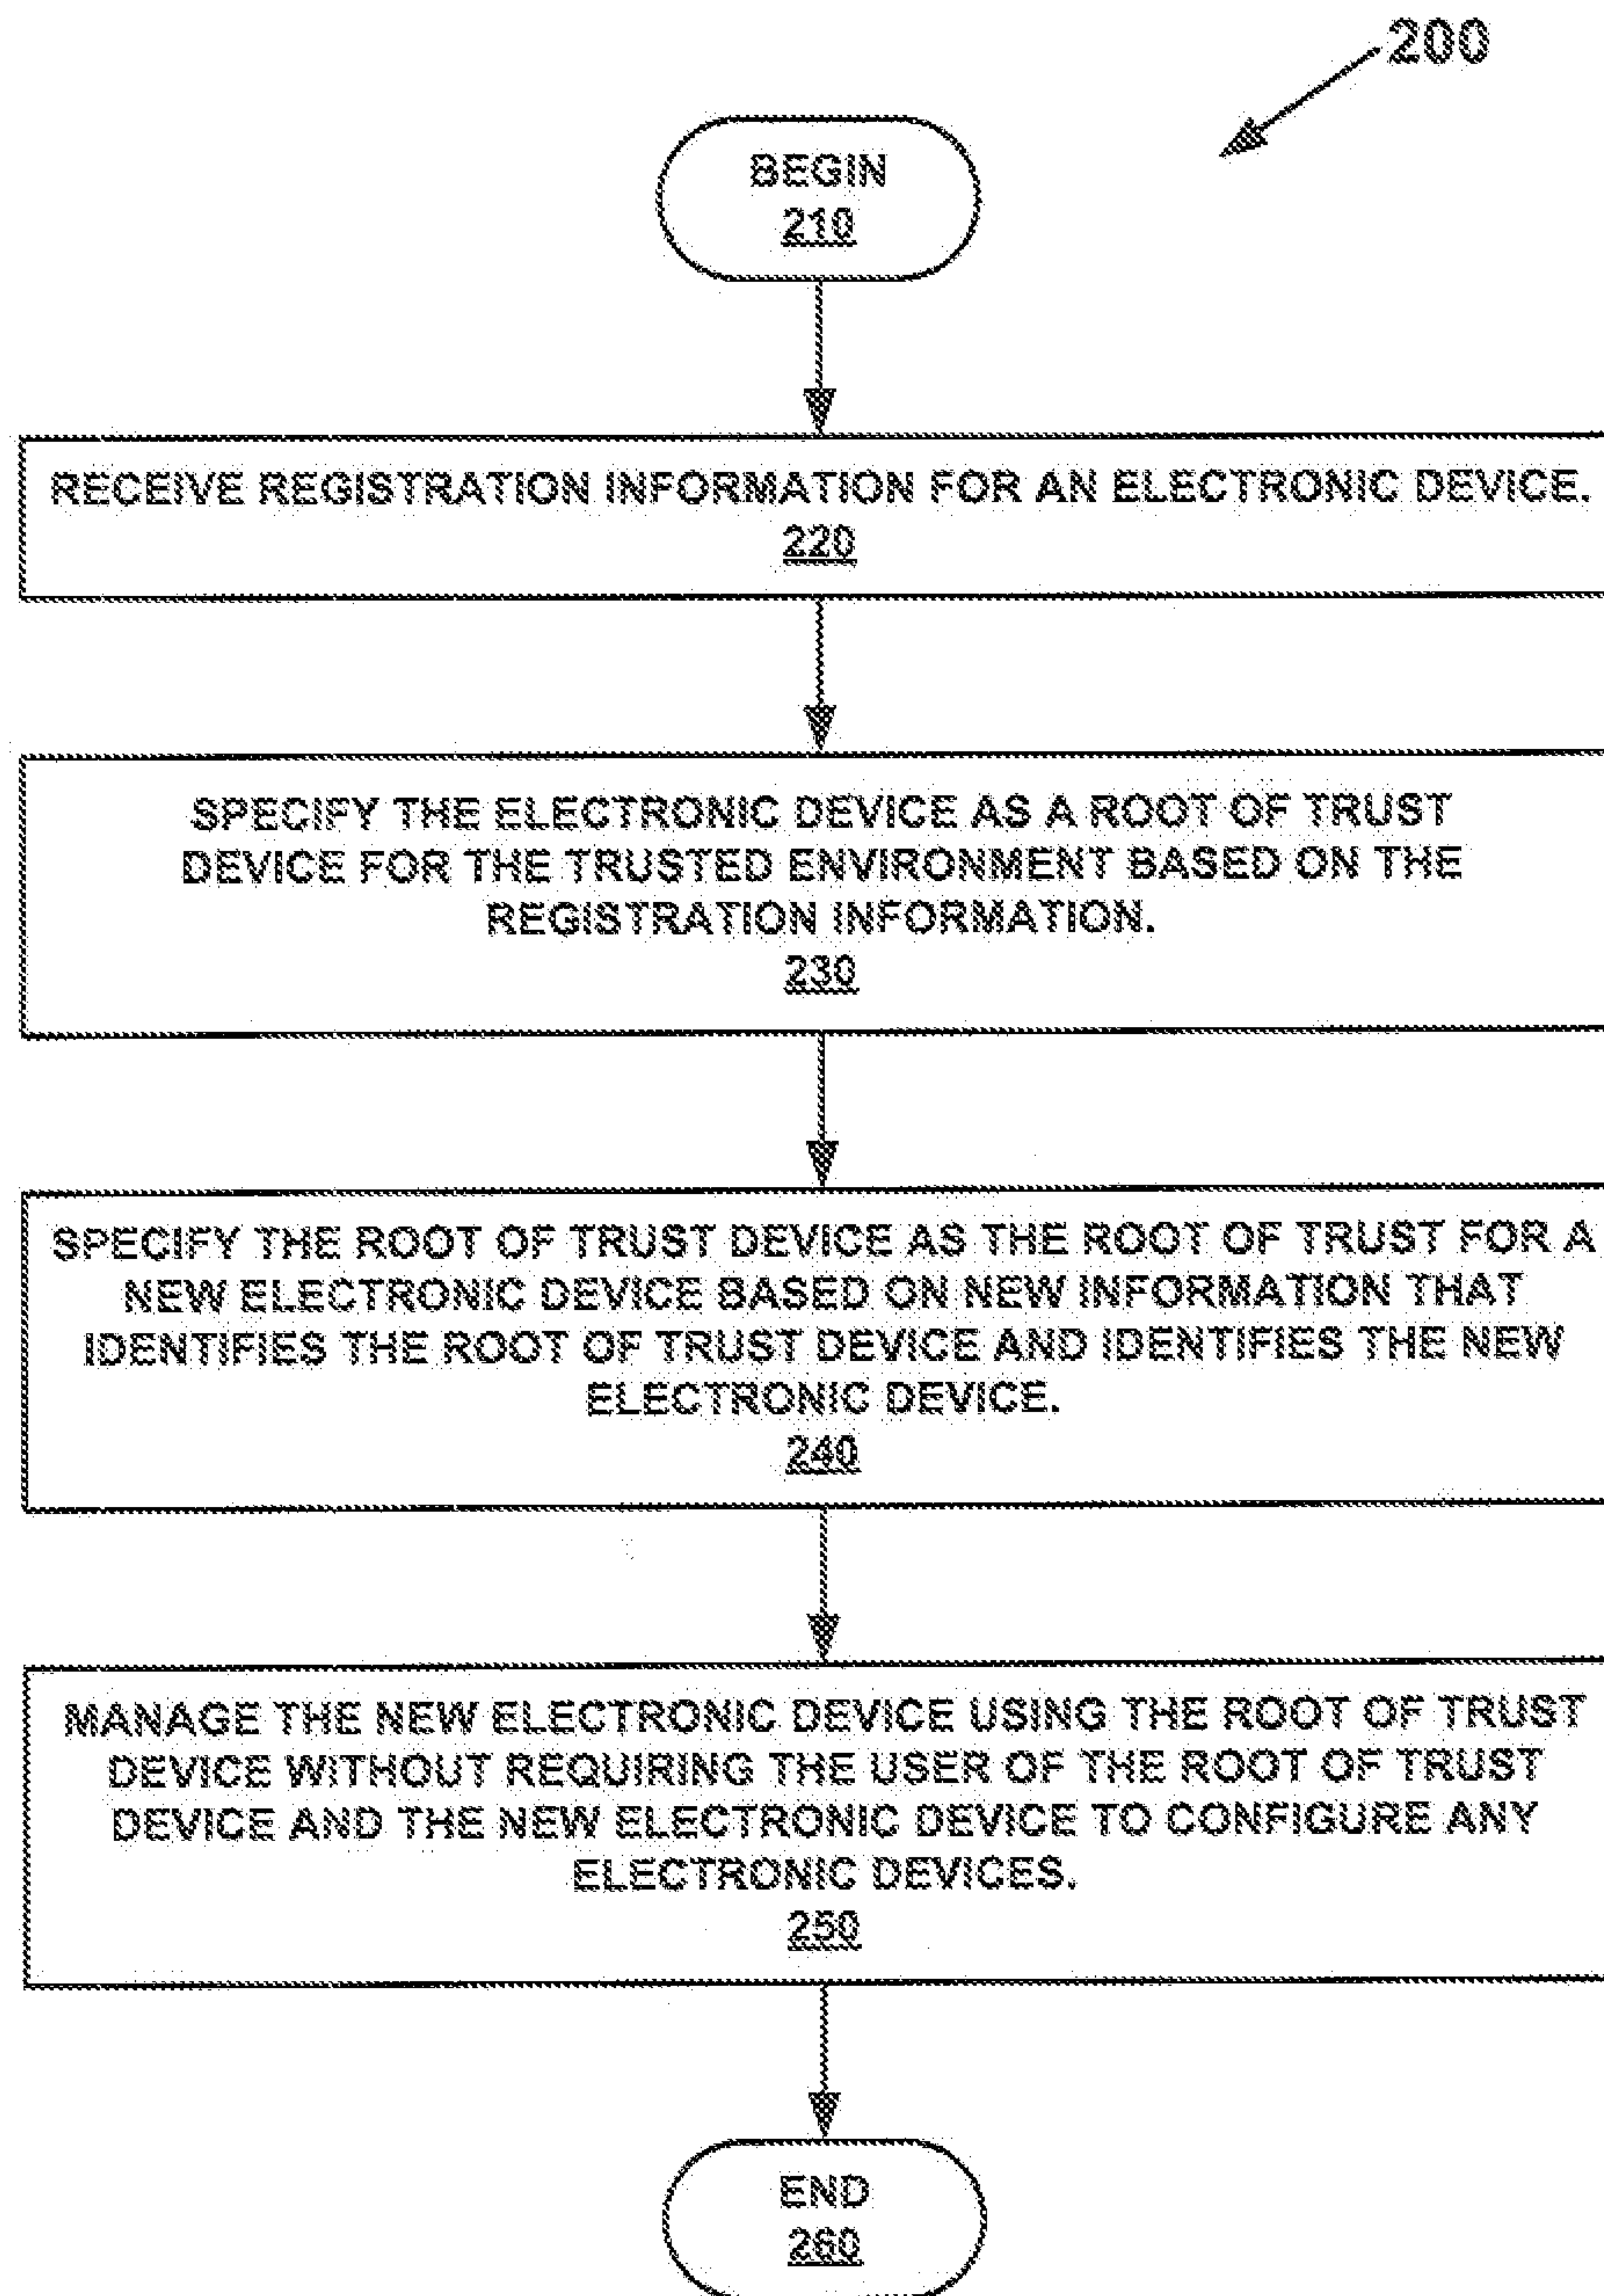 200
BEGIN
210
RECEIVE REGISTRATION INFORMATION FOR AN ELECTRONIC DEVICE.
220
SPECIFY THE ELECTRONIC DEVICE AS A ROOT OF TRUST
DEVICE FOR THE TRUSTED ENVIRONMENT BASED ON THE
REGISTRATION INFORMATION.
230
SPECIFY THE ROOT OF TRUST DEVICE AS THE ROOT OF TRUST FOR A
NEW ELECTRONIC DEVICE BASED ON NEW INFORMATION THAT
IDENTIFIES THE ROOT OF TRUST DEVICE AND IDENTIFIES THE NEW
ELECTRONIC DEVICE.
240
MANAGE THE NEW ELECTRONIC DEVICE USING THE ROOT OF TRUST
DEVICE WITHOUT REQUIRING THE USER OF THE ROOT OF TRUST
DEVICE AND THE NEW ELECTRONIC DEVICE TO CONFIGURE ANY
ELECTRONIC DEVICES.
250
END
260